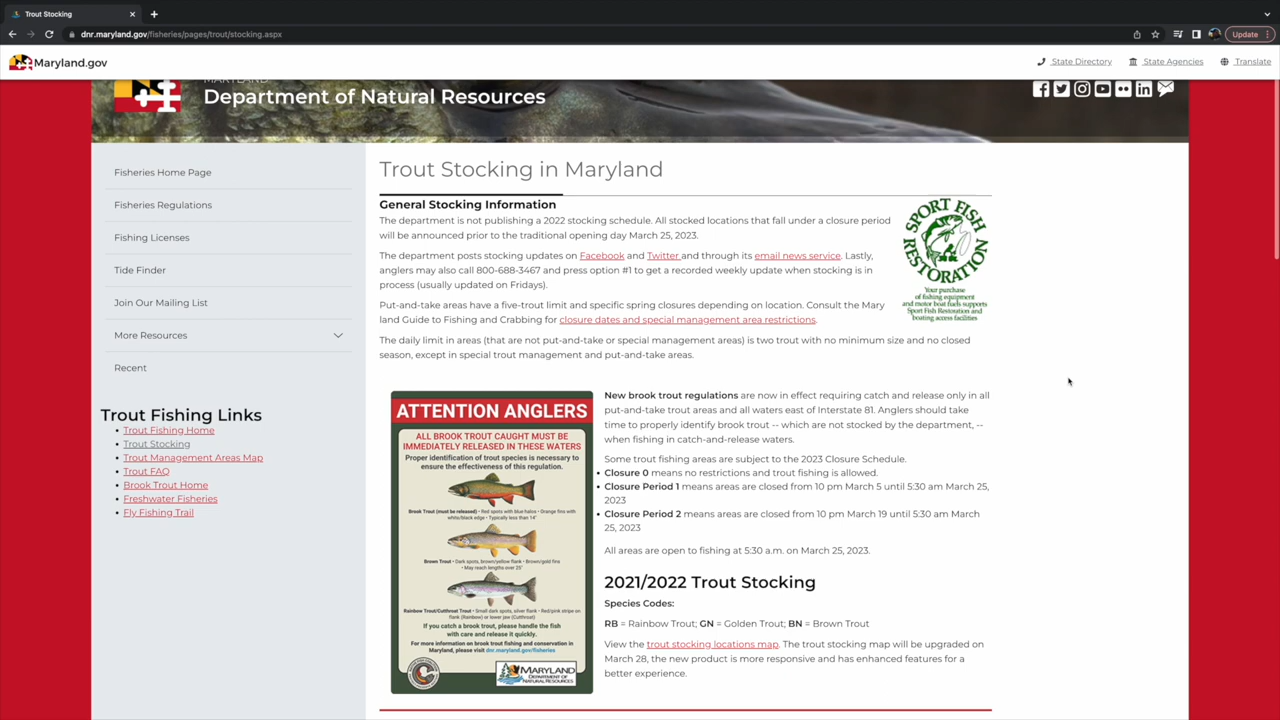 Trout Stocking
dnr.maryland.gov/fisheries/pages/trout/stocking.aspx
Update
Maryland.gov
State Directory
State Agencies
Translate
MARYLAND
Department of Natural Resources
Fisheries Home Page
Fisheries Regulations
Fishing Licenses
Tide Finder
Join Our Mailing List
More Resources
Recent
Trout Fishing Links
• Trout Fishing Home
• Trout Stocking
• Trout Management Areas Map
• Trout FAQ
• Brook Trout Home
• Freshwater Fisheries
• Fly Fishing Trail
Trout Stocking in Maryland
General Stocking Information
The department is not publishing a 2022 stocking schedule. All stocked locations that fall under a closure period
will be announced prior to the traditional opening day March 25, 2023.
The department posts stocking updates on Facebook and Twitter and through its email news service. Lastly,
anglers may also call 800-688-3467 and press option #1 to get a recorded weekly update when stocking is in
process (usually updated on Fridays).
Put-and-take areas have a five-trout limit and specific spring closures depending on location. Consult the Mary
land Guide to Fishing and Crabbing for closure dates and special management area restrictions.
The daily limit in areas (that are not put-and-take or special management areas) is two trout with no minimum size and no closed
season, except in special trout management and put-and-take areas.
SPORT FISH
RESTORATION
Your purchase
of fishing equipment
and motor boat fuels supports
Sport Fish Restoration and
boating access facilities
ATTENTION ANGLERS
ALL BROOK TROUT CAUGHT MUST BE
IMMEDIATELY RELEASED IN THESE WATERS
Proper identification of trout species is necessary to
ensure the effectiveness of this regulation.
Brook Trout (must be released) • Red spots with blue halos • Orange fins with
white/black edge • Typically less than 14"
Brown Trout • Dark spots, brown/yellow flank • Brown/gold fins
• May reach lengths over 25"
Rainbow Trout/Cutthroat Trout • Small dark spots, silver flank • Red/pink stripe on
flank (Rainbow) or lower jaw (Cutthroat)
If you catch a brook trout, please handle the fish
with care and release it quickly.
For more information on brook trout fishing and conservation in
Maryland, please visit dnr.maryland.gov/fisheries
MARYLAND
DEPARTMENT OF
NATURAL RESOURCES
New brook trout regulations are now in effect requiring catch and release only in all
put-and-take trout areas and all waters east of Interstate 81. Anglers should take
time to properly identify brook trout -- which are not stocked by the department, --
when fishing in catch-and-release waters.
Some trout fishing areas are subject to the 2023 Closure Schedule.
• Closure 0 means no restrictions and trout fishing is allowed.
• Closure Period 1 means areas are closed from 10 pm March 5 until 5:30 am March 25,
2023
• Closure Period 2 means areas are closed from 10 pm March 19 until 5:30 am March
25, 2023
All areas are open to fishing at 5:30 a.m. on March 25, 2023.
2021/2022 Trout Stocking
Species Codes:
RB = Rainbow Trout; GN = Golden Trout; BN = Brown Trout
View the trout stocking locations map. The trout stocking map will be upgraded on
March 28, the new product is more responsive and has enhanced features for a
better experience.